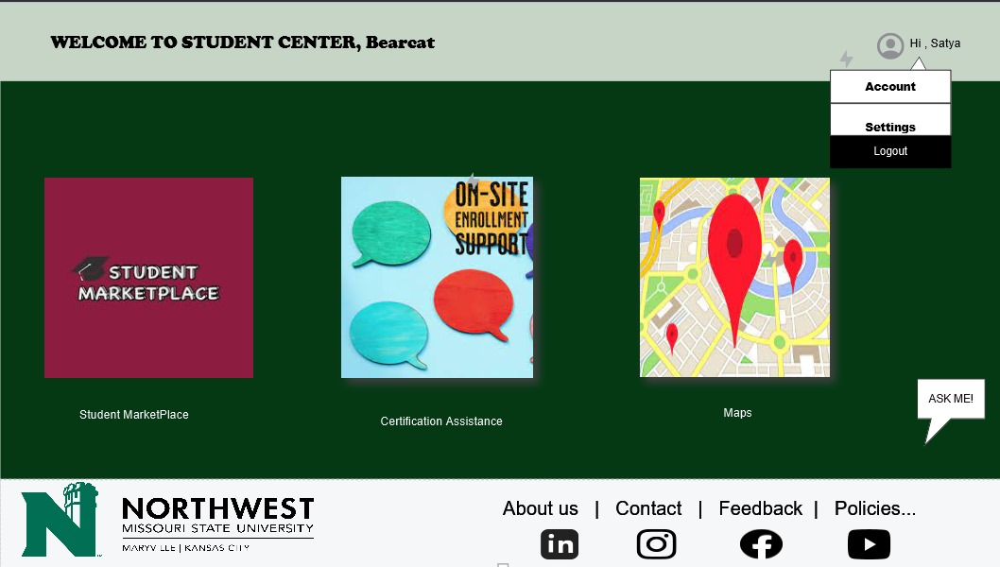 WELCOME TO STUDENT CENTER, Bearcat
Hi , Satya
Account
Settings
Logout
STUDENT
MARKETPLACE
ON-SITE
ENROLLMENT
SUPPORT
Student MarketPlace
Certification Assistance
Maps
ASK ME!
N
NORTHWEST
MISSOURI STATE UNIVERSITY
MARYVILLE | KANSAS CITY
About us | Contact | Feedback | Policies...
in